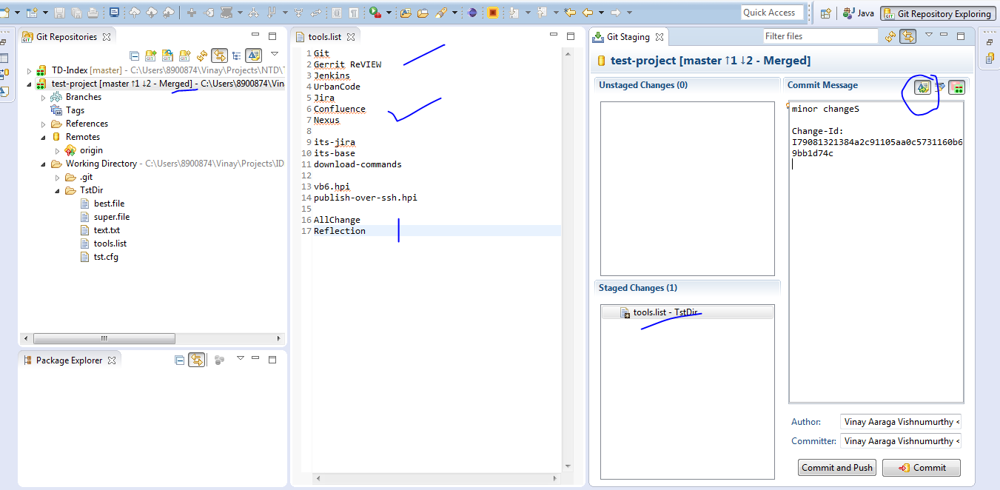 Quick Access
Java
Git Repository Exploring
Git Repositories
TD-Index [master] - C:\Users\8900874\Vinay\Projects\NTD\
test-project [master ↑1 ↓2 - Merged] - C:\Users\8900874\Vin
Branches
Tags
References
Remotes
origin
Working Directory - C:\Users\8900874\Vinay\Projects\ID
.git
TstDir
best.file
super.file
text.txt
tools.list
tst.cfg
Package Explorer
tools.list
1 Git
2 Gerrit ReVIEW
3 Jenkins
4 UrbanCode
5 Jira
6 Confluence
7 Nexus
8
9 its-jira
10 its-base
11 download-commands
12
13 vb6.hpi
14 publish-over-ssh.hpi
15
16 AllChange
17 Reflection
Git Staging
Filter files
test-project [master ↑1 ↓2 - Merged]
Unstaged Changes (0)
Staged Changes (1)
tools.list - TstDir
Commit Message
minor changeS
Change-Id:
I79081321384a2c91105aa0c5731160b6
9bb1d74c
Author:
Vinay Aaraga Vishnumurthy <
Committer:
Vinay Aaraga Vishnumurthy <
Commit and Push
Commit